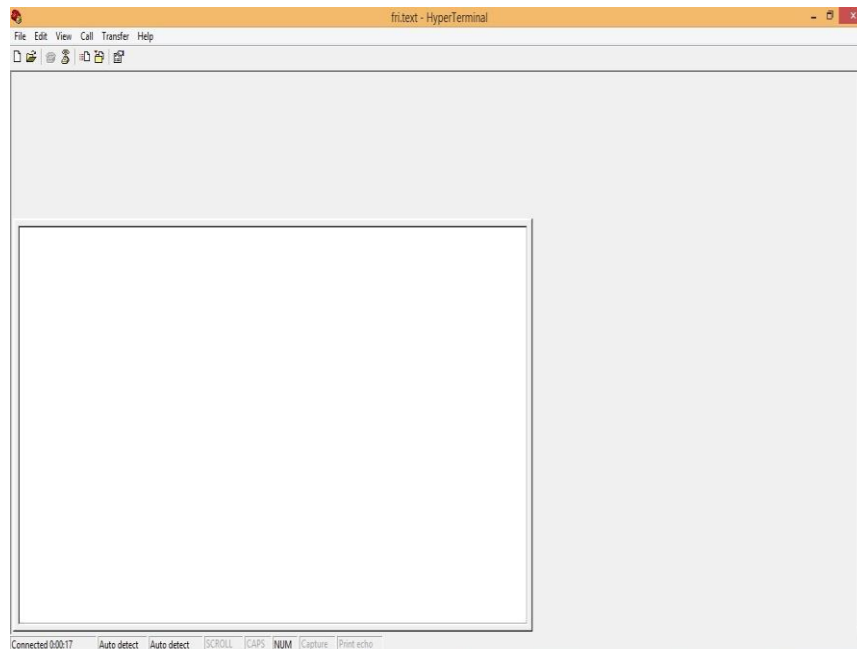 fri.text - HyperTerminal
File Edit View Call Transfer Help
Connected 0:00:17 Auto detect Auto detect SCROLL CAPS NUM Capture Print echo